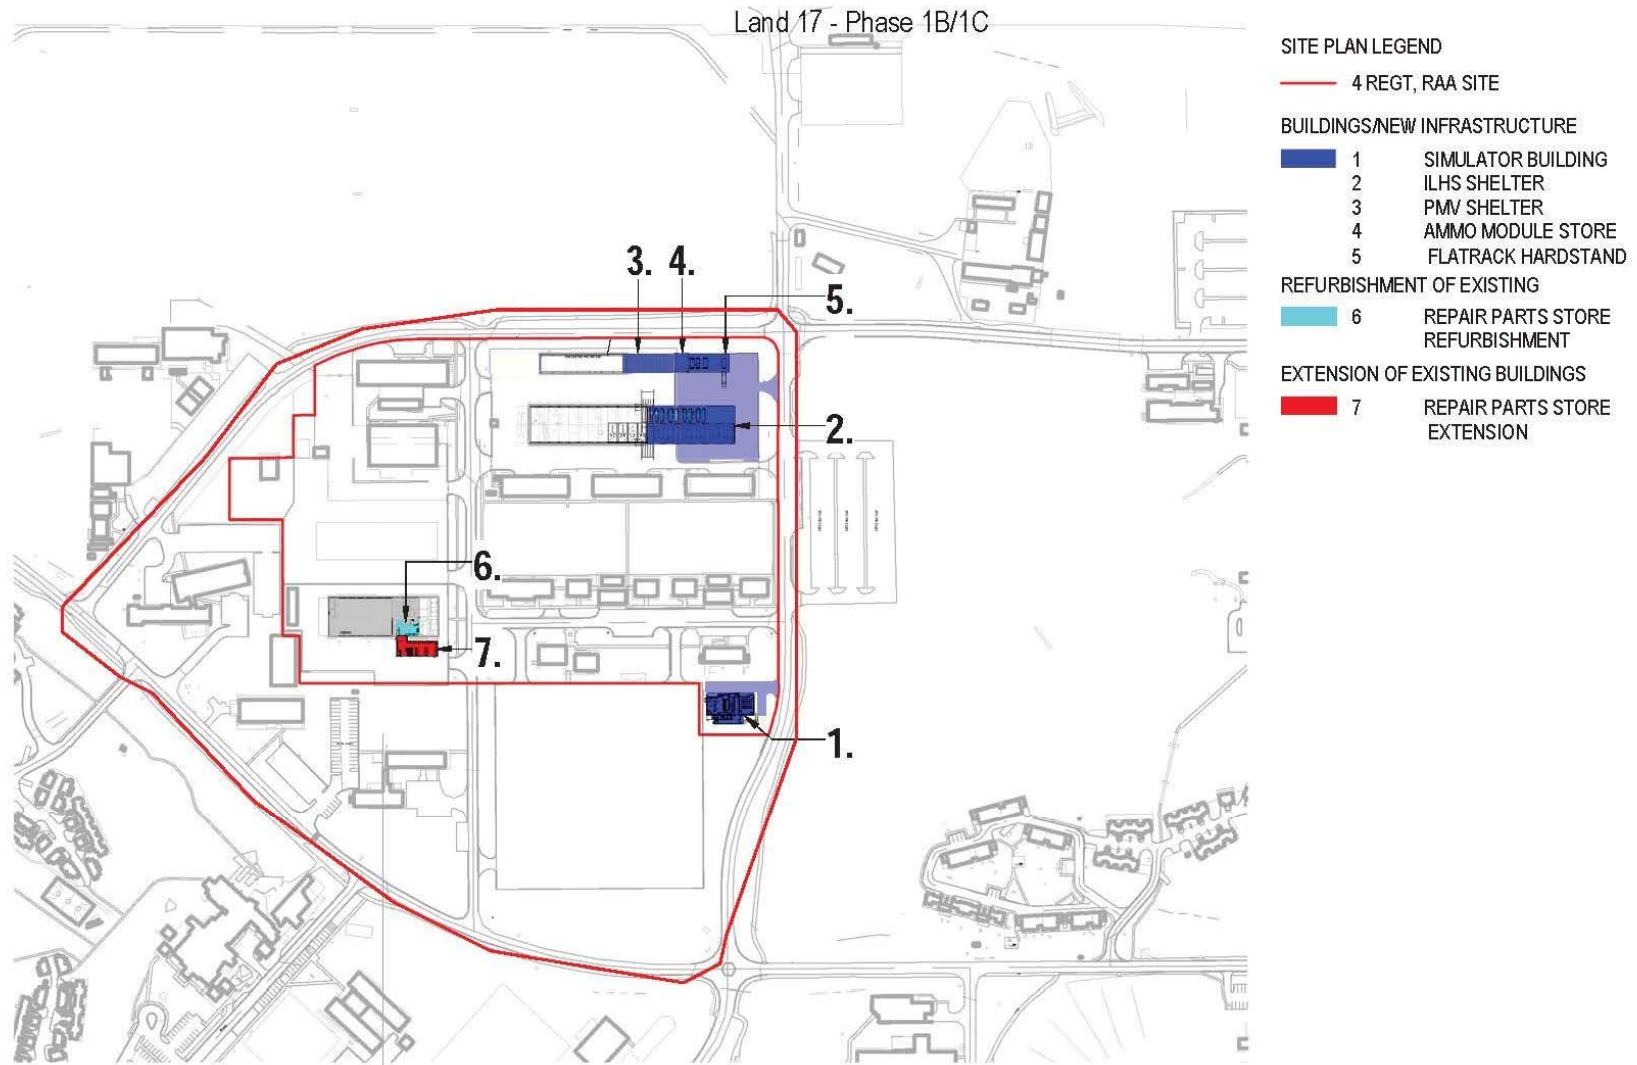 Land 17 - Phase 1B/1C
SITE PLAN LEGEND
4 REGT, RAA SITE
BUILDINGS/NEW INFRASTRUCTURE
1 SIMULATOR BUILDING
2 ILHS SHELTER
3 PMV SHELTER
4 AMMO MODULE STORE
5 FLATRACK HARDSTAND
REFURBISHMENT OF EXISTING
6 REPAIR PARTS STORE
REFURBISHMENT
EXTENSION OF EXISTING BUILDINGS
7 REPAIR PARTS STORE
EXTENSION
3. 4.
5.
2.
6.
7.
1.